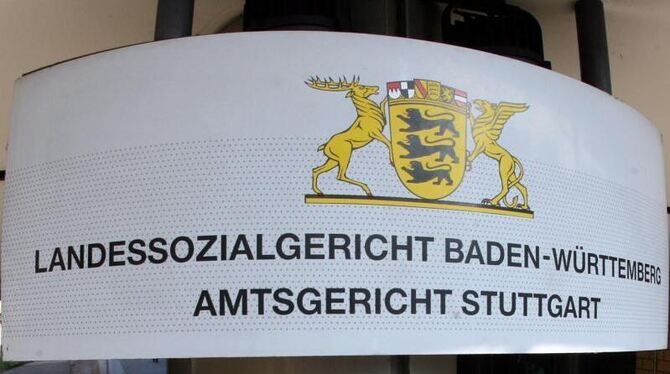 LANDESSOZIALGERICHT BADEN-WÜRTTEMBERG
AMTSGERICHT STUTTGART